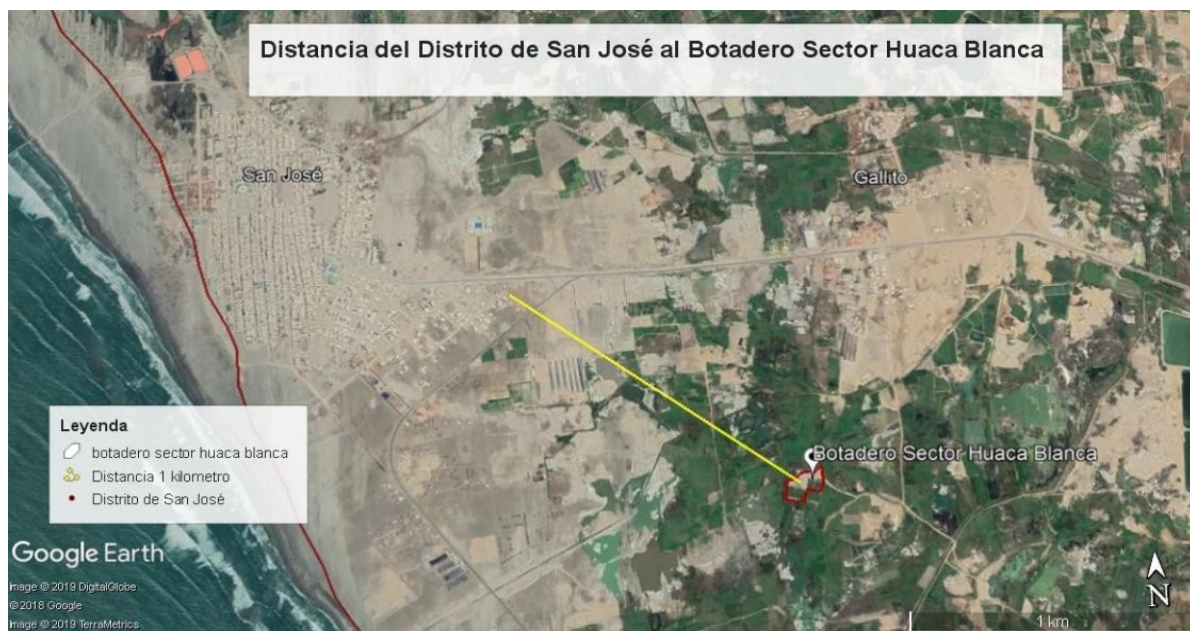 Distancia del Distrito de San José al Botadero Sector Huaca Blanca
San José
Gallito
Botadero Sector Huaca Blanca
Leyenda
botadero sector huaca blanca
Distancia 1 kilometro
Distrito de San José
Google Earth
Image © 2019 DigitalGlobe
©2018 Google
Image © 2019 TerraMetrics
N
1 km